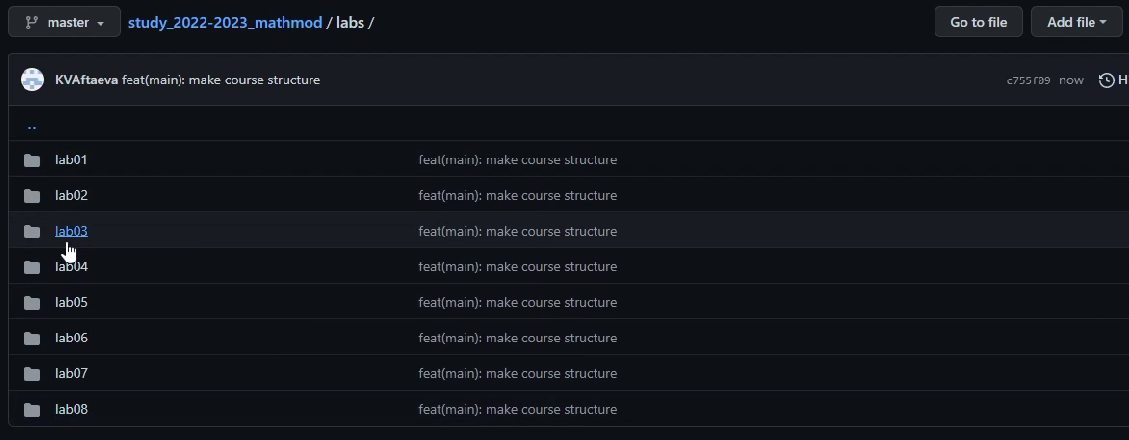 master study_2022-2023_mathmod / labs / Go to file Add file
KVAftaeva feat(main): make course structure c755f09 now H
..
lab01 feat(main): make course structure
lab02 feat(main): make course structure
lab03 feat(main): make course structure
lab04 feat(main): make course structure
lab05 feat(main): make course structure
lab06 feat(main): make course structure
lab07 feat(main): make course structure
lab08 feat(main): make course structure